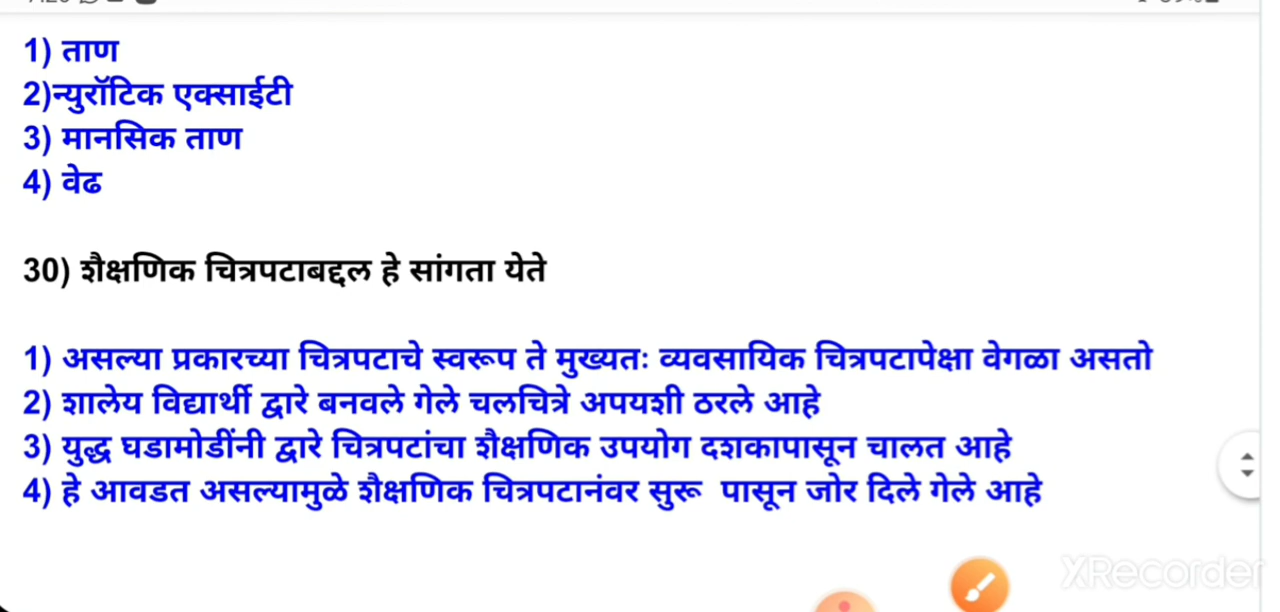 1) ताण
2)न्युरॉटिक एक्साईटी
3) मानसिक ताण
4) वेढ
30) शैक्षणिक चित्रपटाबद्दल हे सांगता येते
1) असल्या प्रकारच्या चित्रपटाचे स्वरूप ते मुख्यतः व्यवसायिक चित्रपटापेक्षा वेगळा असतो
2) शालेय विद्यार्थी द्वारे बनवले गेले चलचित्रे अपयशी ठरले आहे
3) युद्ध घडामोडींनी द्वारे चित्रपटांचा शैक्षणिक उपयोग दशकापासून चालत आहे
4) हे आवडत असल्यामुळे शैक्षणिक चित्रपटानंवर सुरू पासून जोर दिले गेले आहे
XRecorder